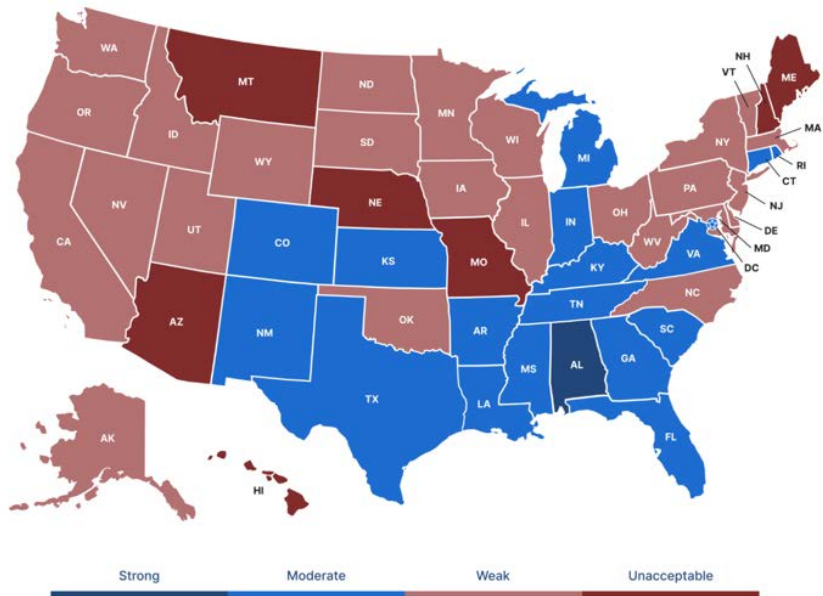 WA
MT
ND
MN
OR
ID
SD
WI
WY
MI
VT
NH
ME
NY
MA
RI
CT
NV
UT
NE
IA
IL
IN
OH
PA
NJ
CA
CO
KS
MO
KY
WV
VA
DE
MD
DC
AZ
NM
OK
AR
TN
NC
SC
TX
LA
MS
AL
GA
FL
AK
HI
Strong Moderate Weak Unacceptable